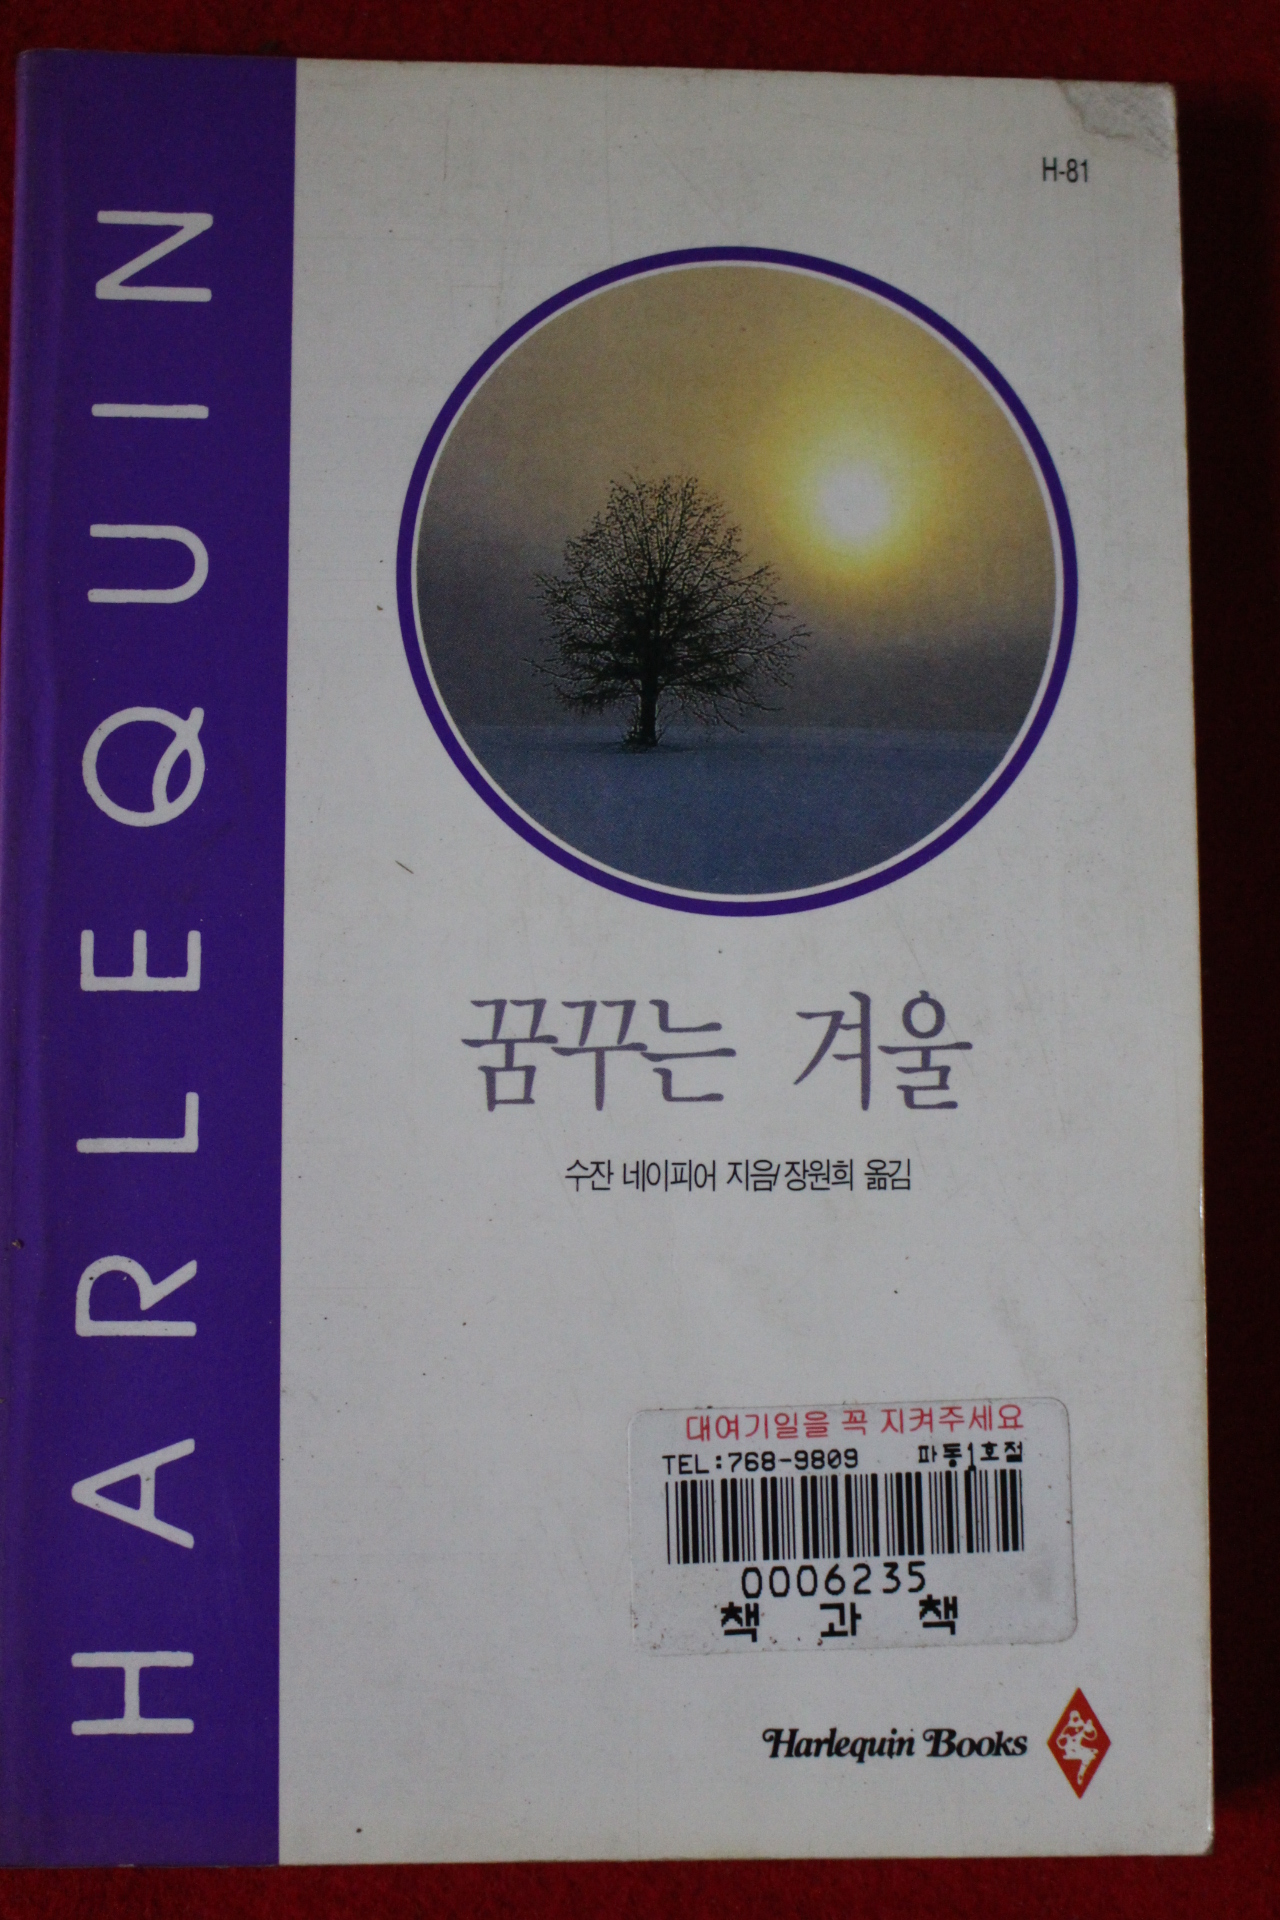 HARLEQUIN
H-81
꿈꾸는 겨울
수잔 네이피어 지음/장원희 옮김
대여기일을 꼭 지켜주세요
TEL:768-9809 파동1호점
0006235
책 과 책
Harlequin Books